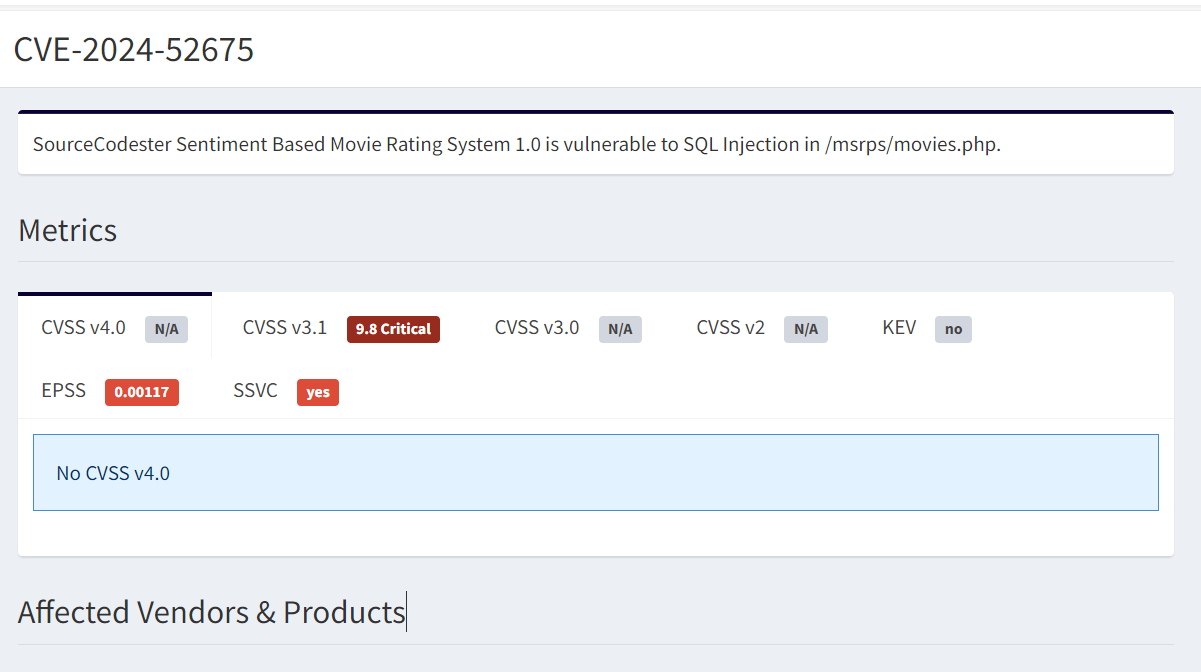 CVE-2024-52675
SourceCodester Sentiment Based Movie Rating System 1.0 is vulnerable to SQL Injection in /msrps/movies.php.
Metrics
CVSS v4.0 N/A CVSS v3.1 9.8 Critical CVSS v3.0 N/A CVSS v2 N/A KEV no
EPSS 0.00117 SSVC yes
No CVSS v4.0
Affected Vendors & Products